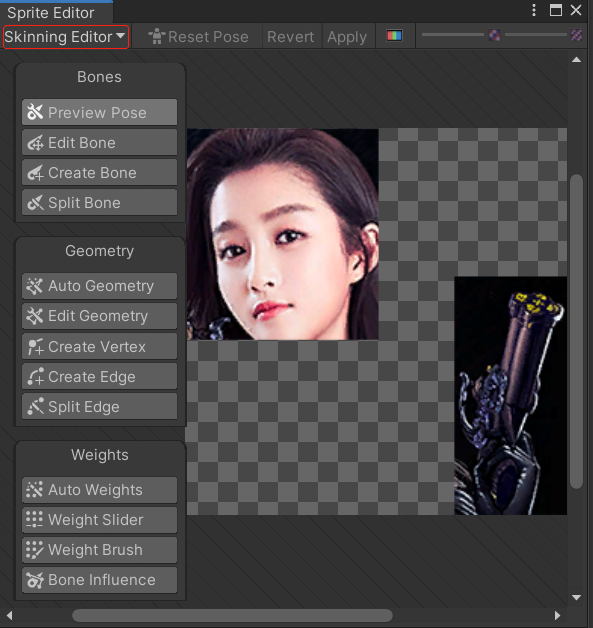 Sprite Editor
Skinning Editor
Reset Pose
Revert
Apply
Bones
Preview Pose
Edit Bone
Create Bone
Split Bone
Geometry
Auto Geometry
Edit Geometry
Create Vertex
Create Edge
Split Edge
Weights
Auto Weights
Weight Slider
Weight Brush
Bone Influence